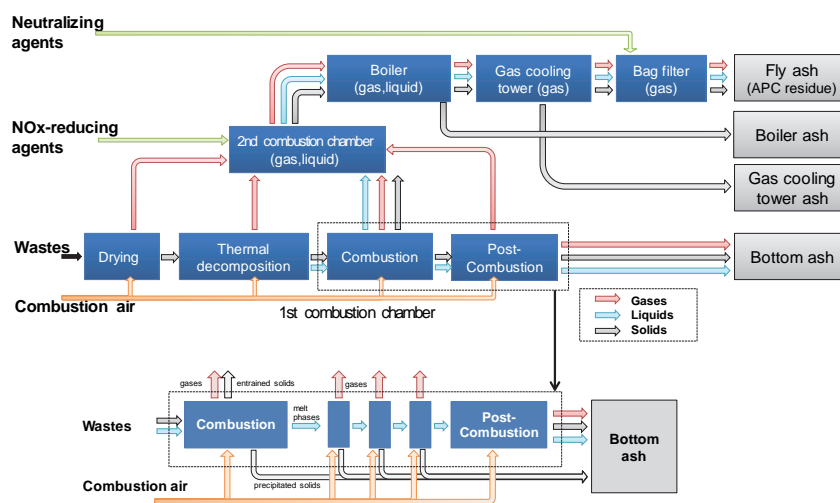 Neutralizing
agents
Boiler
(gas,liquid)
Gas cooling
tower (gas)
Bag filter
(gas)
Fly ash
(APC residue)
NOx-reducing
agents
2nd combustion chamber
(gas,liquid)
Boiler ash
Gas cooling
tower ash
Wastes
Drying
Thermal
decomposition
Combustion
Post-
Combustion
Bottom ash
Combustion air
1st combustion chamber
Gases
Liquids
Solids
gases
entrained solids
gases
Wastes
Combustion
melt
phases
Post-
Combustion
Bottom
ash
Combustion air
precipitated solids